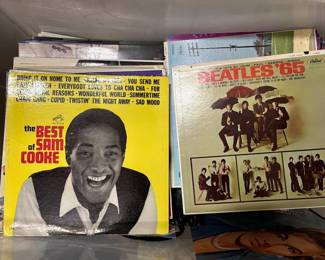 BRING IT ON HOME TO ME · YOU SEND ME
EVERYBODY LOVES TO CHA CHA CHA · FOR
REASONS · WONDERFUL WORLD · SUMMERTIME
CHAIN GANG · CUPID · TWISTIN' THE NIGHT AWAY · SAD MOOD
the
BEST
of SAM
COOKE
BEATLES '65
Capitol